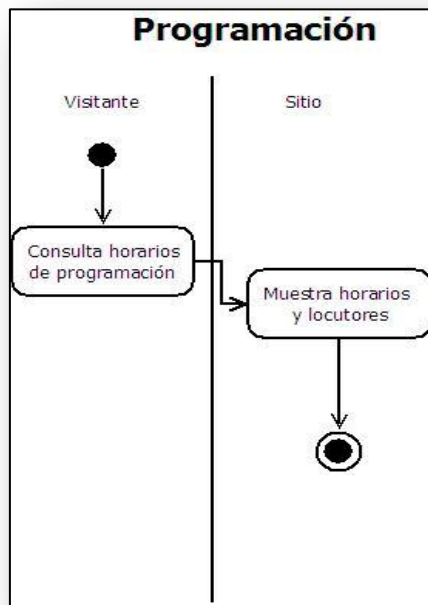 Programación
Visitante
Sitio
Consulta horarios
de programación
Muestra horarios
y locutores